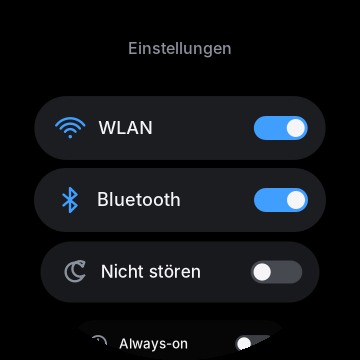 Einstellungen
WLAN
Bluetooth
Nicht stören
Always-on